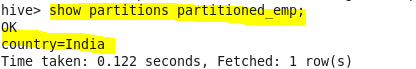 hive> show partitions partitioned_emp;
OK
country=India
Time taken: 0.122 seconds, Fetched: 1 row(s)